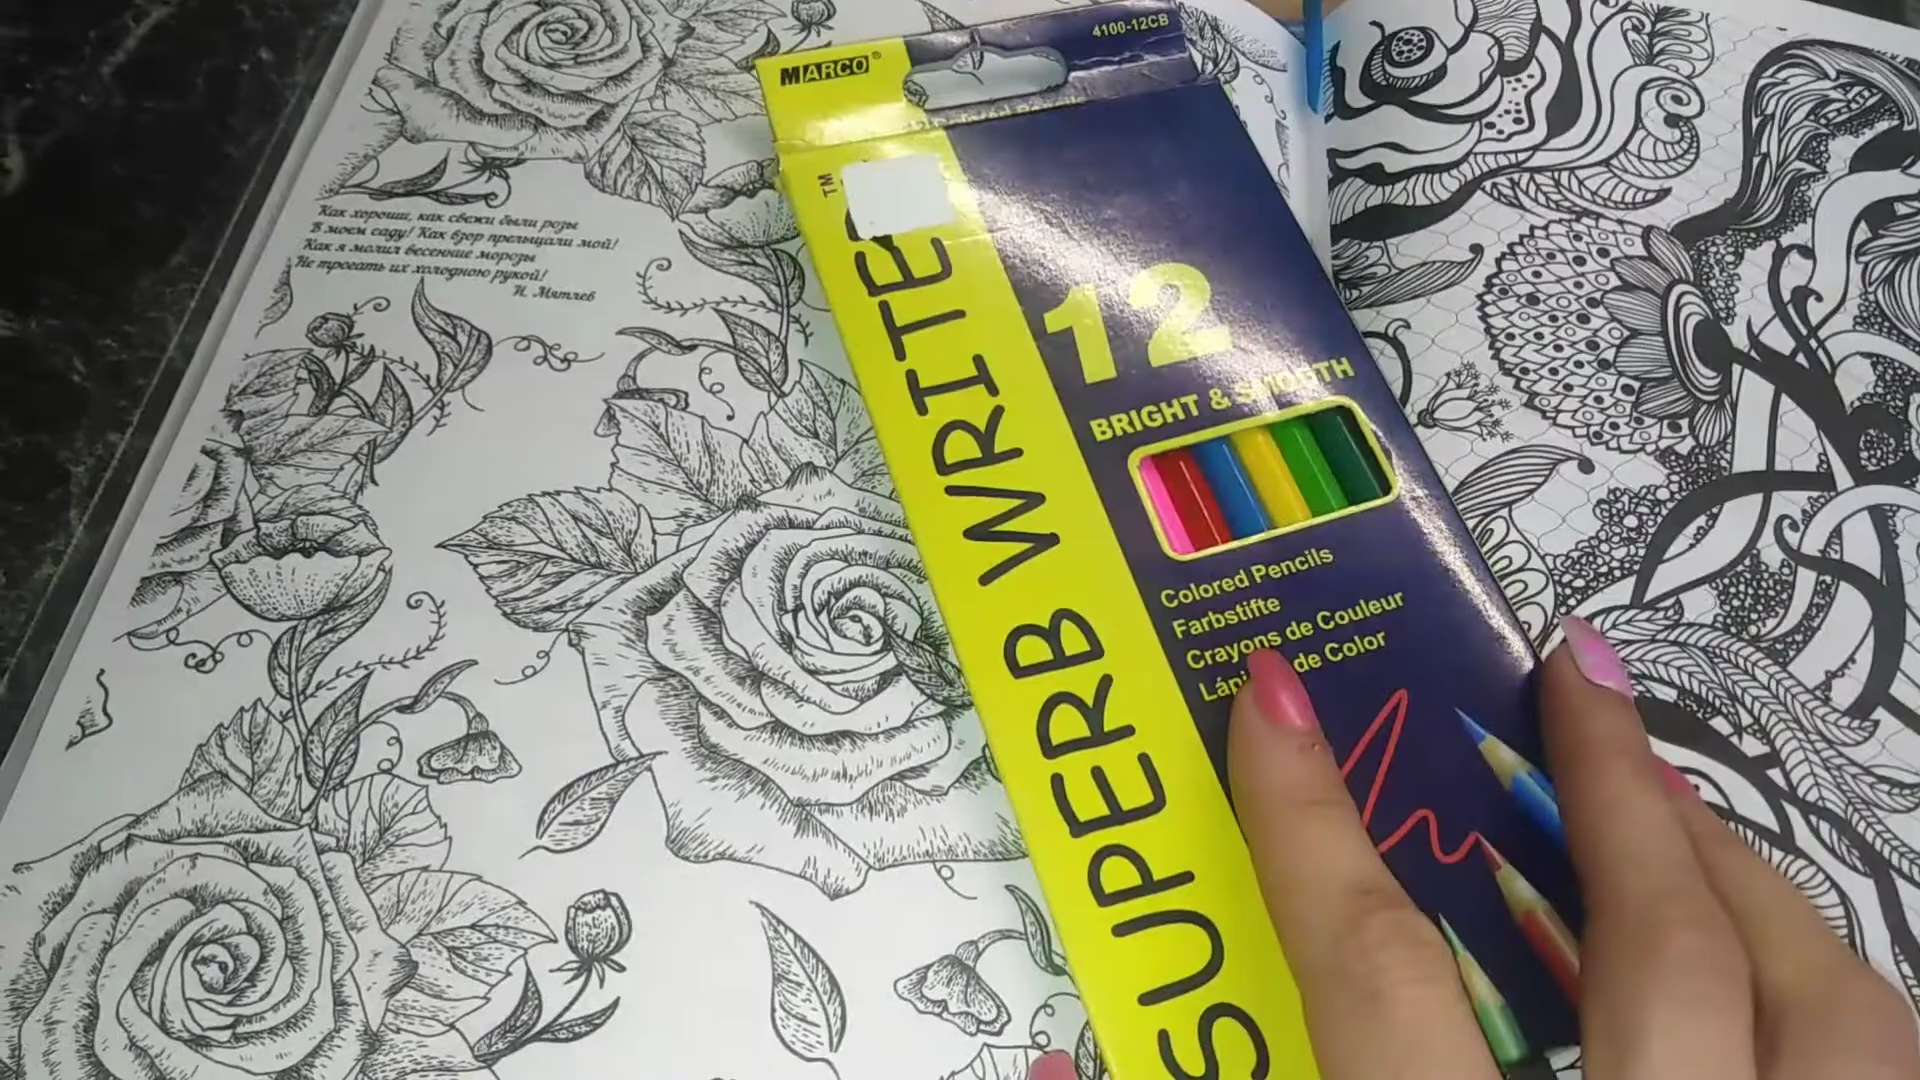 4100-12CB
MARCO®
Colored Pencils
TM
SUPERB WRITER
12
BRIGHT & SMOOTH
Colored Pencils
Farbstifte
Crayons de Couleur
de Color
Как хороши, как свежи были розы
В моем саду! Как взор прельщали мой!
Как я молил весенние морозы
Не трогать их холодною рукой!
И. Мятлев